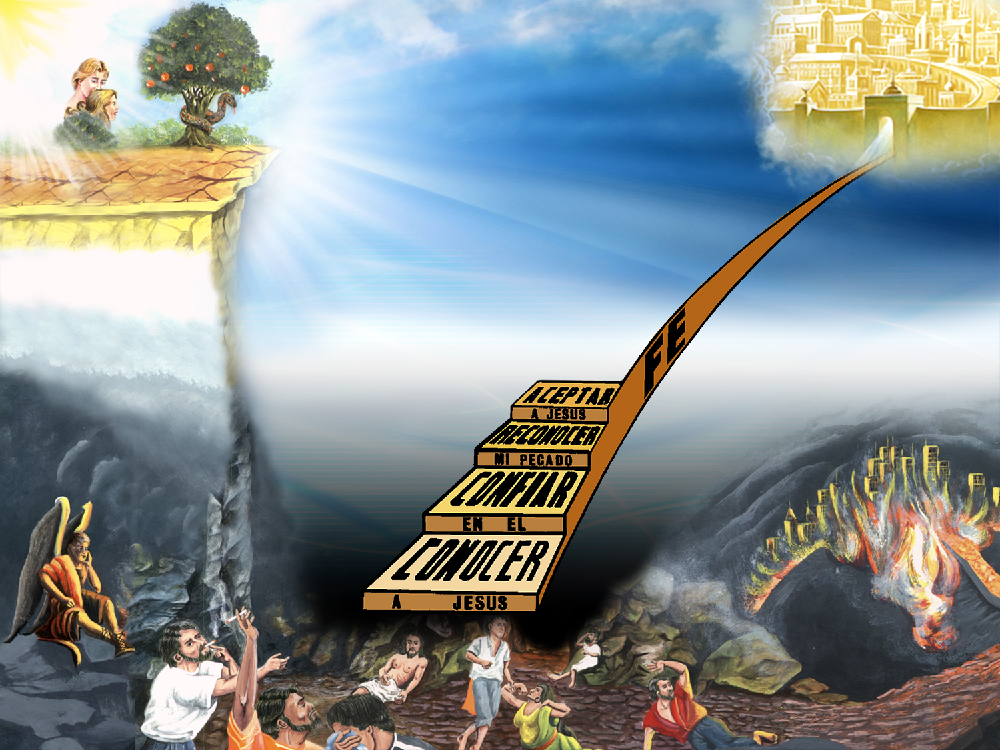 FE
ACEPTAR
A JESUS
RECONOCER
MI PECADO
CONFIAR
EN EL
CONOCER
A JESUS